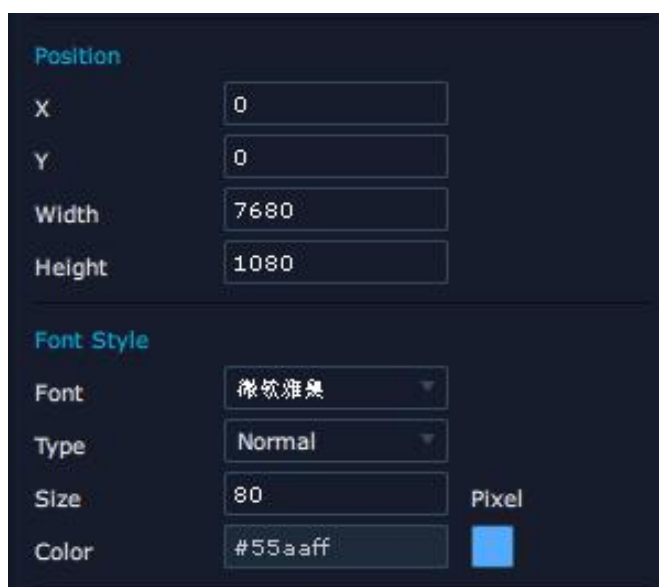 Position
X 0
Y 0
Width 7680
Height 1080
Font Style
Font 微软雅黑
Type Normal
Size 80 Pixel
Color #55aaff